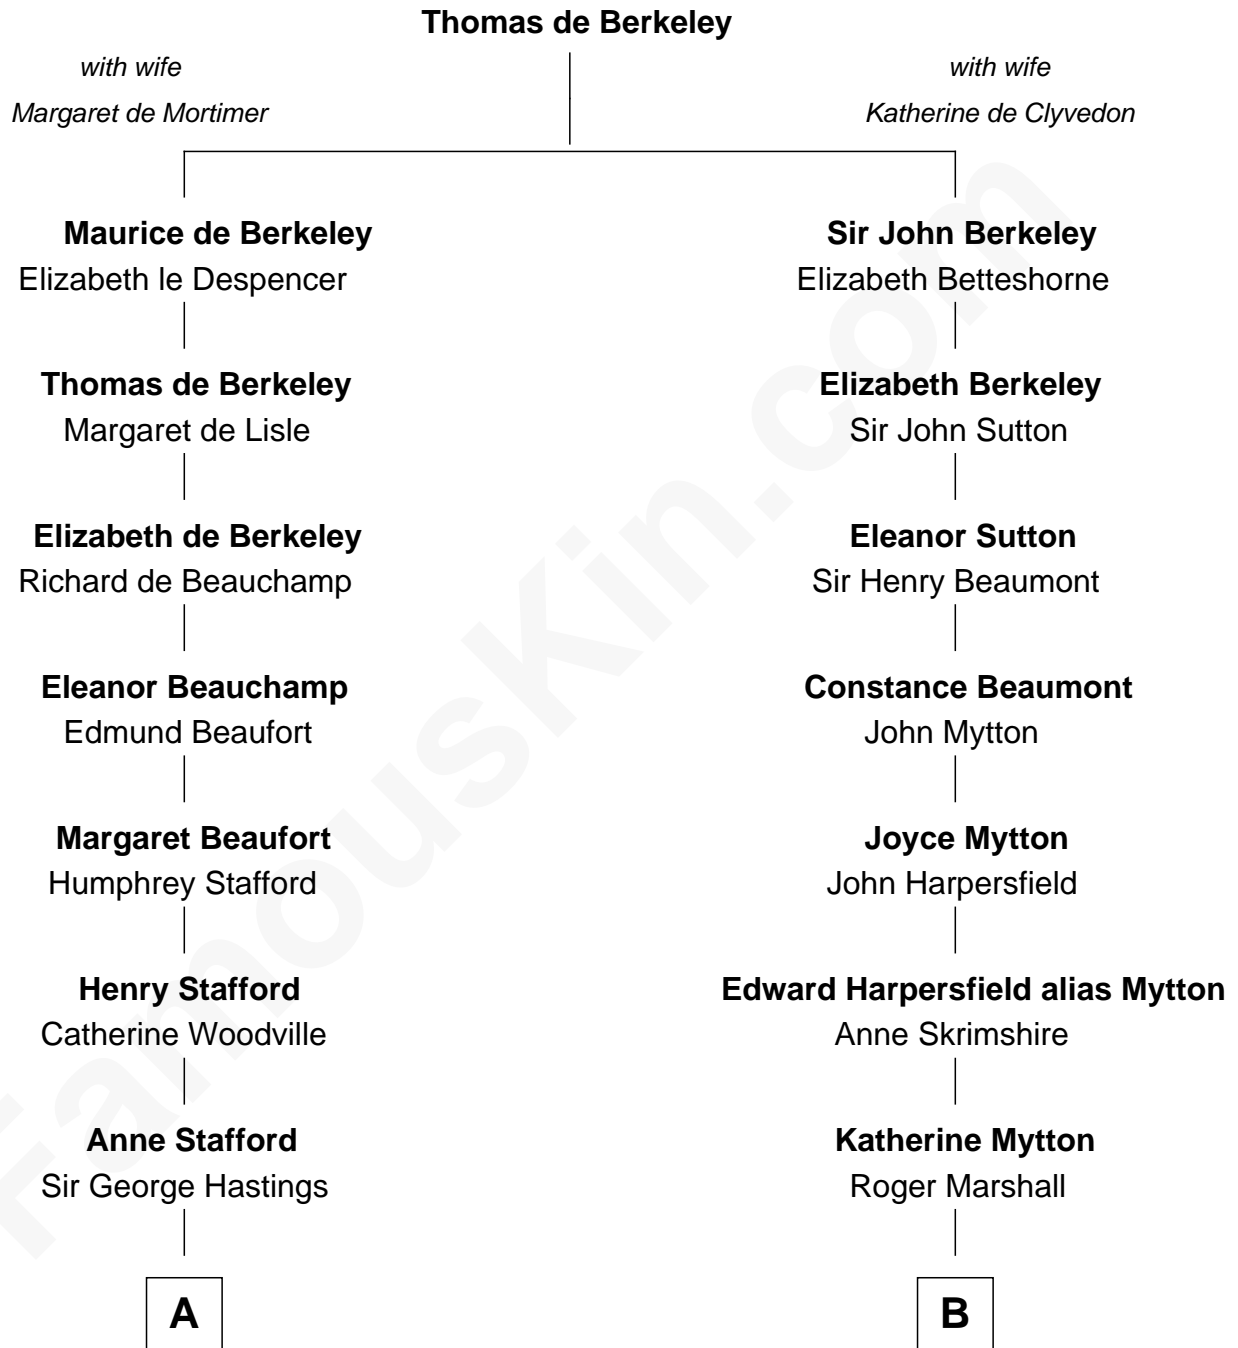 Thomas de Berkeley
with wife
Margaret de Mortimer
with wife
Katherine de Clyvedon
Maurice de Berkeley
Elizabeth le Despencer
Sir John Berkeley
Elizabeth Betteshorne
Thomas de Berkeley
Margaret de Lisle
Elizabeth Berkeley
Sir John Sutton
Elizabeth de Berkeley
Richard de Beauchamp
Eleanor Sutton
Sir Henry Beaumont
Eleanor Beauchamp
Edmund Beaufort
Constance Beaumont
John Mytton
Margaret Beaufort
Humphrey Stafford
Joyce Mytton
John Harpersfield
Henry Stafford
Catherine Woodville
Edward Harpersfield alias Mytton
Anne Skrimshire
Anne Stafford
Sir George Hastings
Katherine Mytton
Roger Marshall
A
B
FamousKin.com